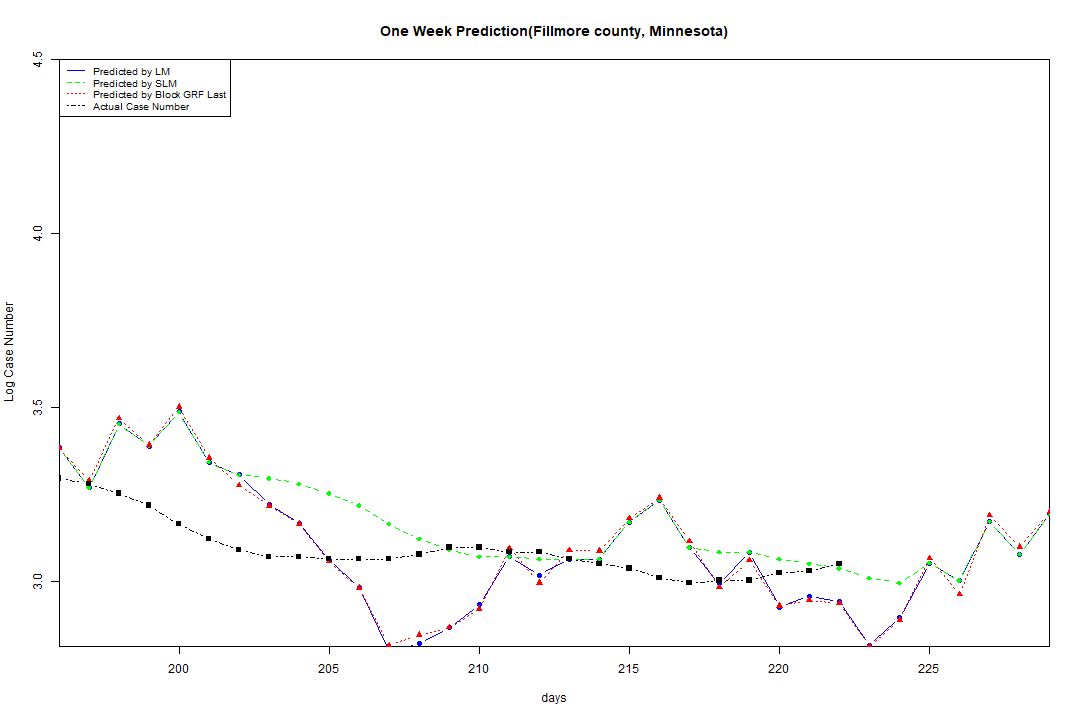 One Week Prediction(Fillmore county, Minnesota)
Predicted by LM
Predicted by SLM
Predicted by Block GRF Last
Actual Case Number
4.5
4.0
3.5
3.0
Log Case Number
200 205 210 215 220 225
days